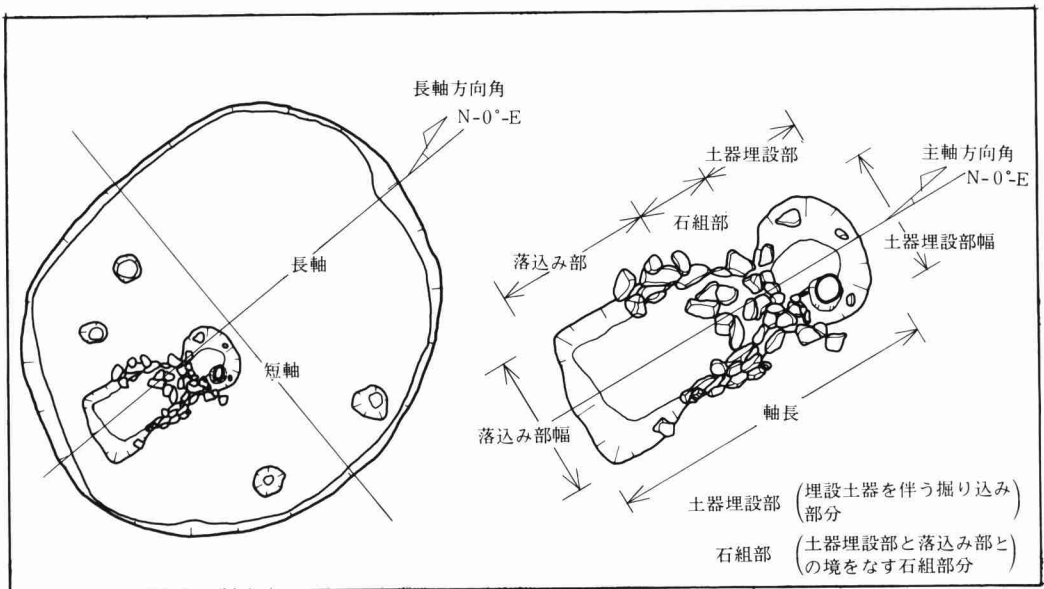 長軸方向角
N-0°-E
長軸
短軸
土器埋設部
石組部
落込み部
主軸方向角
N-0°-E
土器埋設部幅
落込み部幅
軸長
土器埋設部 (埋設土器を伴う掘り込み
部分)
石組部 (土器埋設部と落込み部と
の境をなす石組部分)